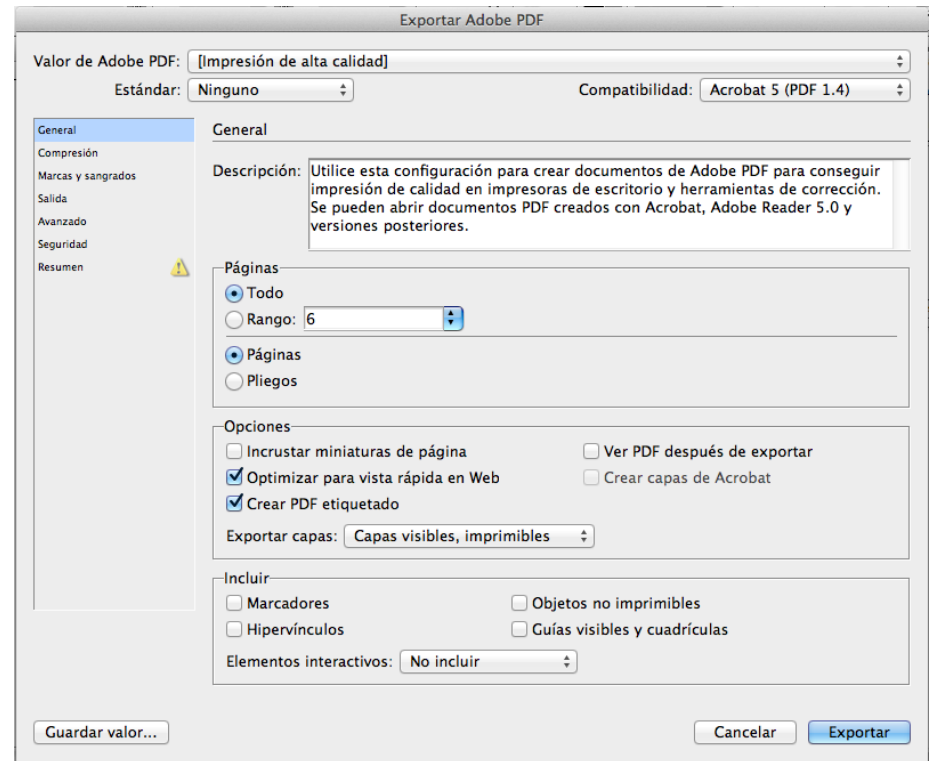 Exportar Adobe PDF
Valor de Adobe PDF: [Impresión de alta calidad]
Estándar: Ninguno Compatibilidad: Acrobat 5 (PDF 1.4)
General
Compresión
Marcas y sangrados
Salida
Avanzado
Seguridad
Resumen
General
Descripción: Utilice esta configuración para crear documentos de Adobe PDF para conseguir
impresión de calidad en impresoras de escritorio y herramientas de corrección.
Se pueden abrir documentos PDF creados con Acrobat, Adobe Reader 5.0 y
versiones posteriores.
Páginas
Todo
Rango: 6
Páginas
Pliegos
Opciones
Incrustar miniaturas de página Ver PDF después de exportar
Optimizar para vista rápida en Web Crear capas de Acrobat
Crear PDF etiquetado
Exportar capas: Capas visibles, imprimibles
Incluir
Marcadores Objetos no imprimibles
Hipervínculos Guías visibles y cuadrículas
Elementos interactivos: No incluir
Guardar valor... Cancelar Exportar